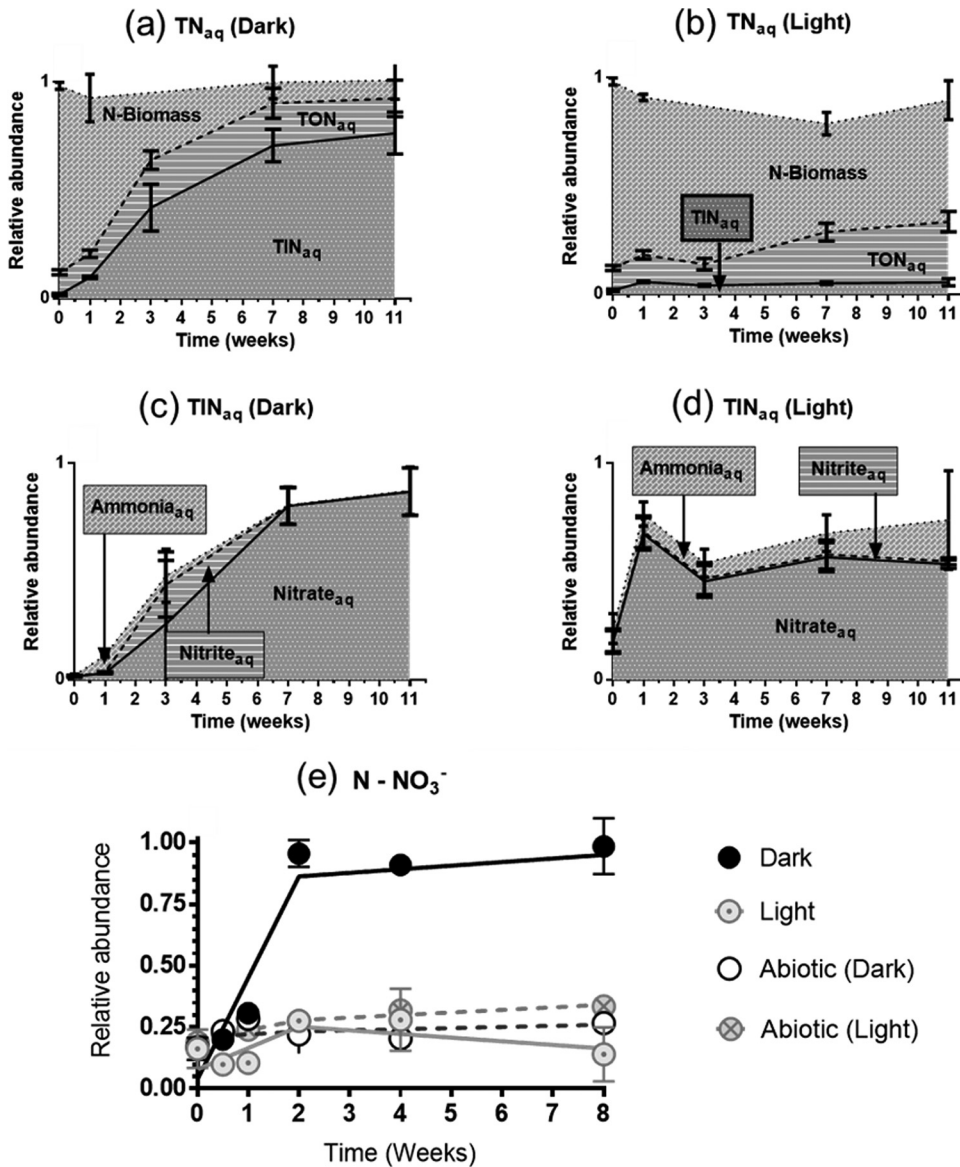 (a) TNaq (Dark)
1
0
Relative abundance
N-Biomass
TONaq
TINaq
0 1 2 3 4 5 6 7 8 9 10 11
Time (weeks)
(b) TNaq (Light)
1
0
Relative abundance
N-Biomass
TINaq
TONaq
0 1 2 3 4 5 6 7 8 9 10 11
Time (weeks)
(c) TINaq (Dark)
1
0
Relative abundance
Ammoniaaq
Nitrateaq
Nitriteaq
0 1 2 3 4 5 6 7 8 9 10 11
Time (weeks)
(d) TINaq (Light)
1
0
Relative abundance
Ammoniaaq
Nitriteaq
Nitrateaq
0 1 2 3 4 5 6 7 8 9 10 11
Time (weeks)
(e) N - NO3-
1.00
0.75
0.50
0.25
0.00
Relative abundance
0 1 2 3 4 5 6 7 8
Time (Weeks)
Dark
Light
Abiotic (Dark)
Abiotic (Light)